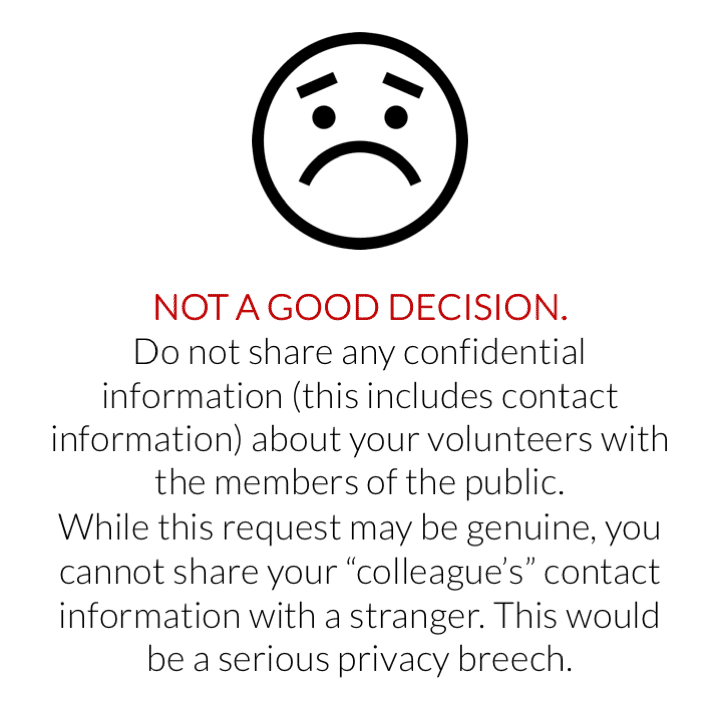 NOT A GOOD DECISION.
Do not share any confidential
information (this includes contact
information) about your volunteers with
the members of the public.
While this request may be genuine, you
cannot share your “colleague’s” contact
information with a stranger. This would
be a serious privacy breech.